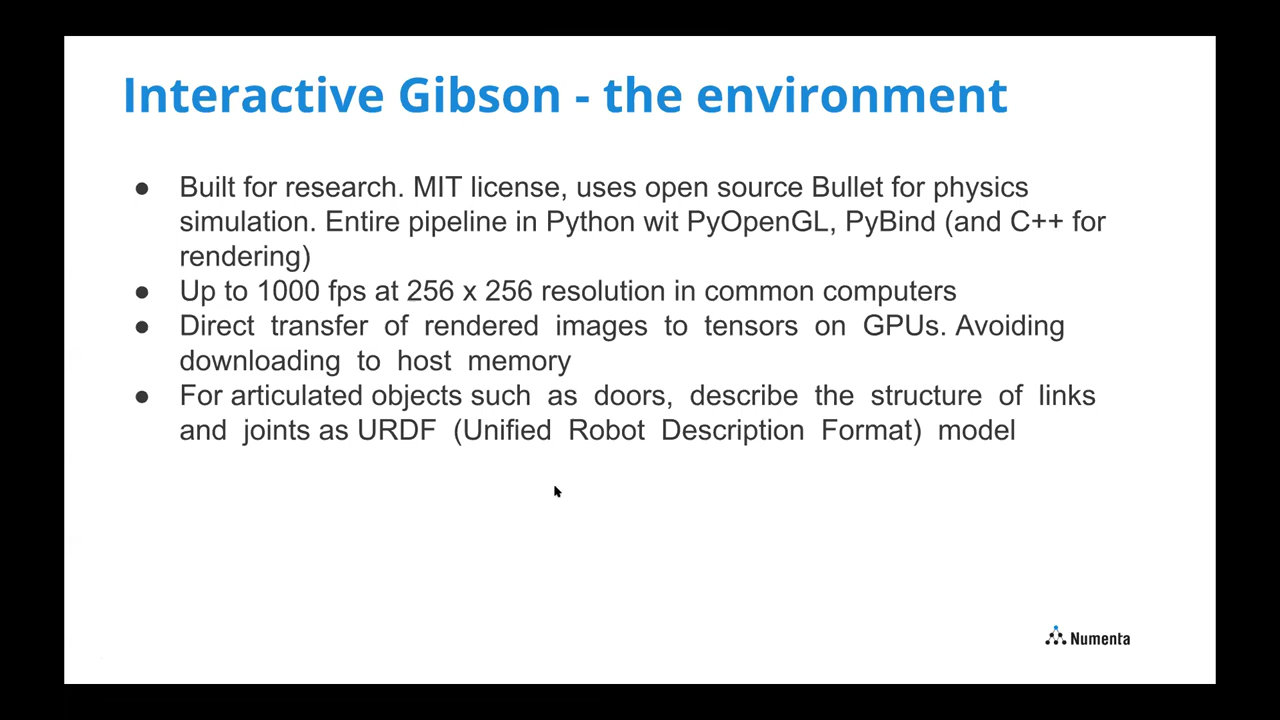 Interactive Gibson - the environment
● Built for research. MIT license, uses open source Bullet for physics
simulation. Entire pipeline in Python wit PyOpenGL, PyBind (and C++ for
rendering)
● Up to 1000 fps at 256 x 256 resolution in common computers
● Direct transfer of rendered images to tensors on GPUs. Avoiding
downloading to host memory
● For articulated objects such as doors, describe the structure of links
and joints as URDF (Unified Robot Description Format) model
Numenta